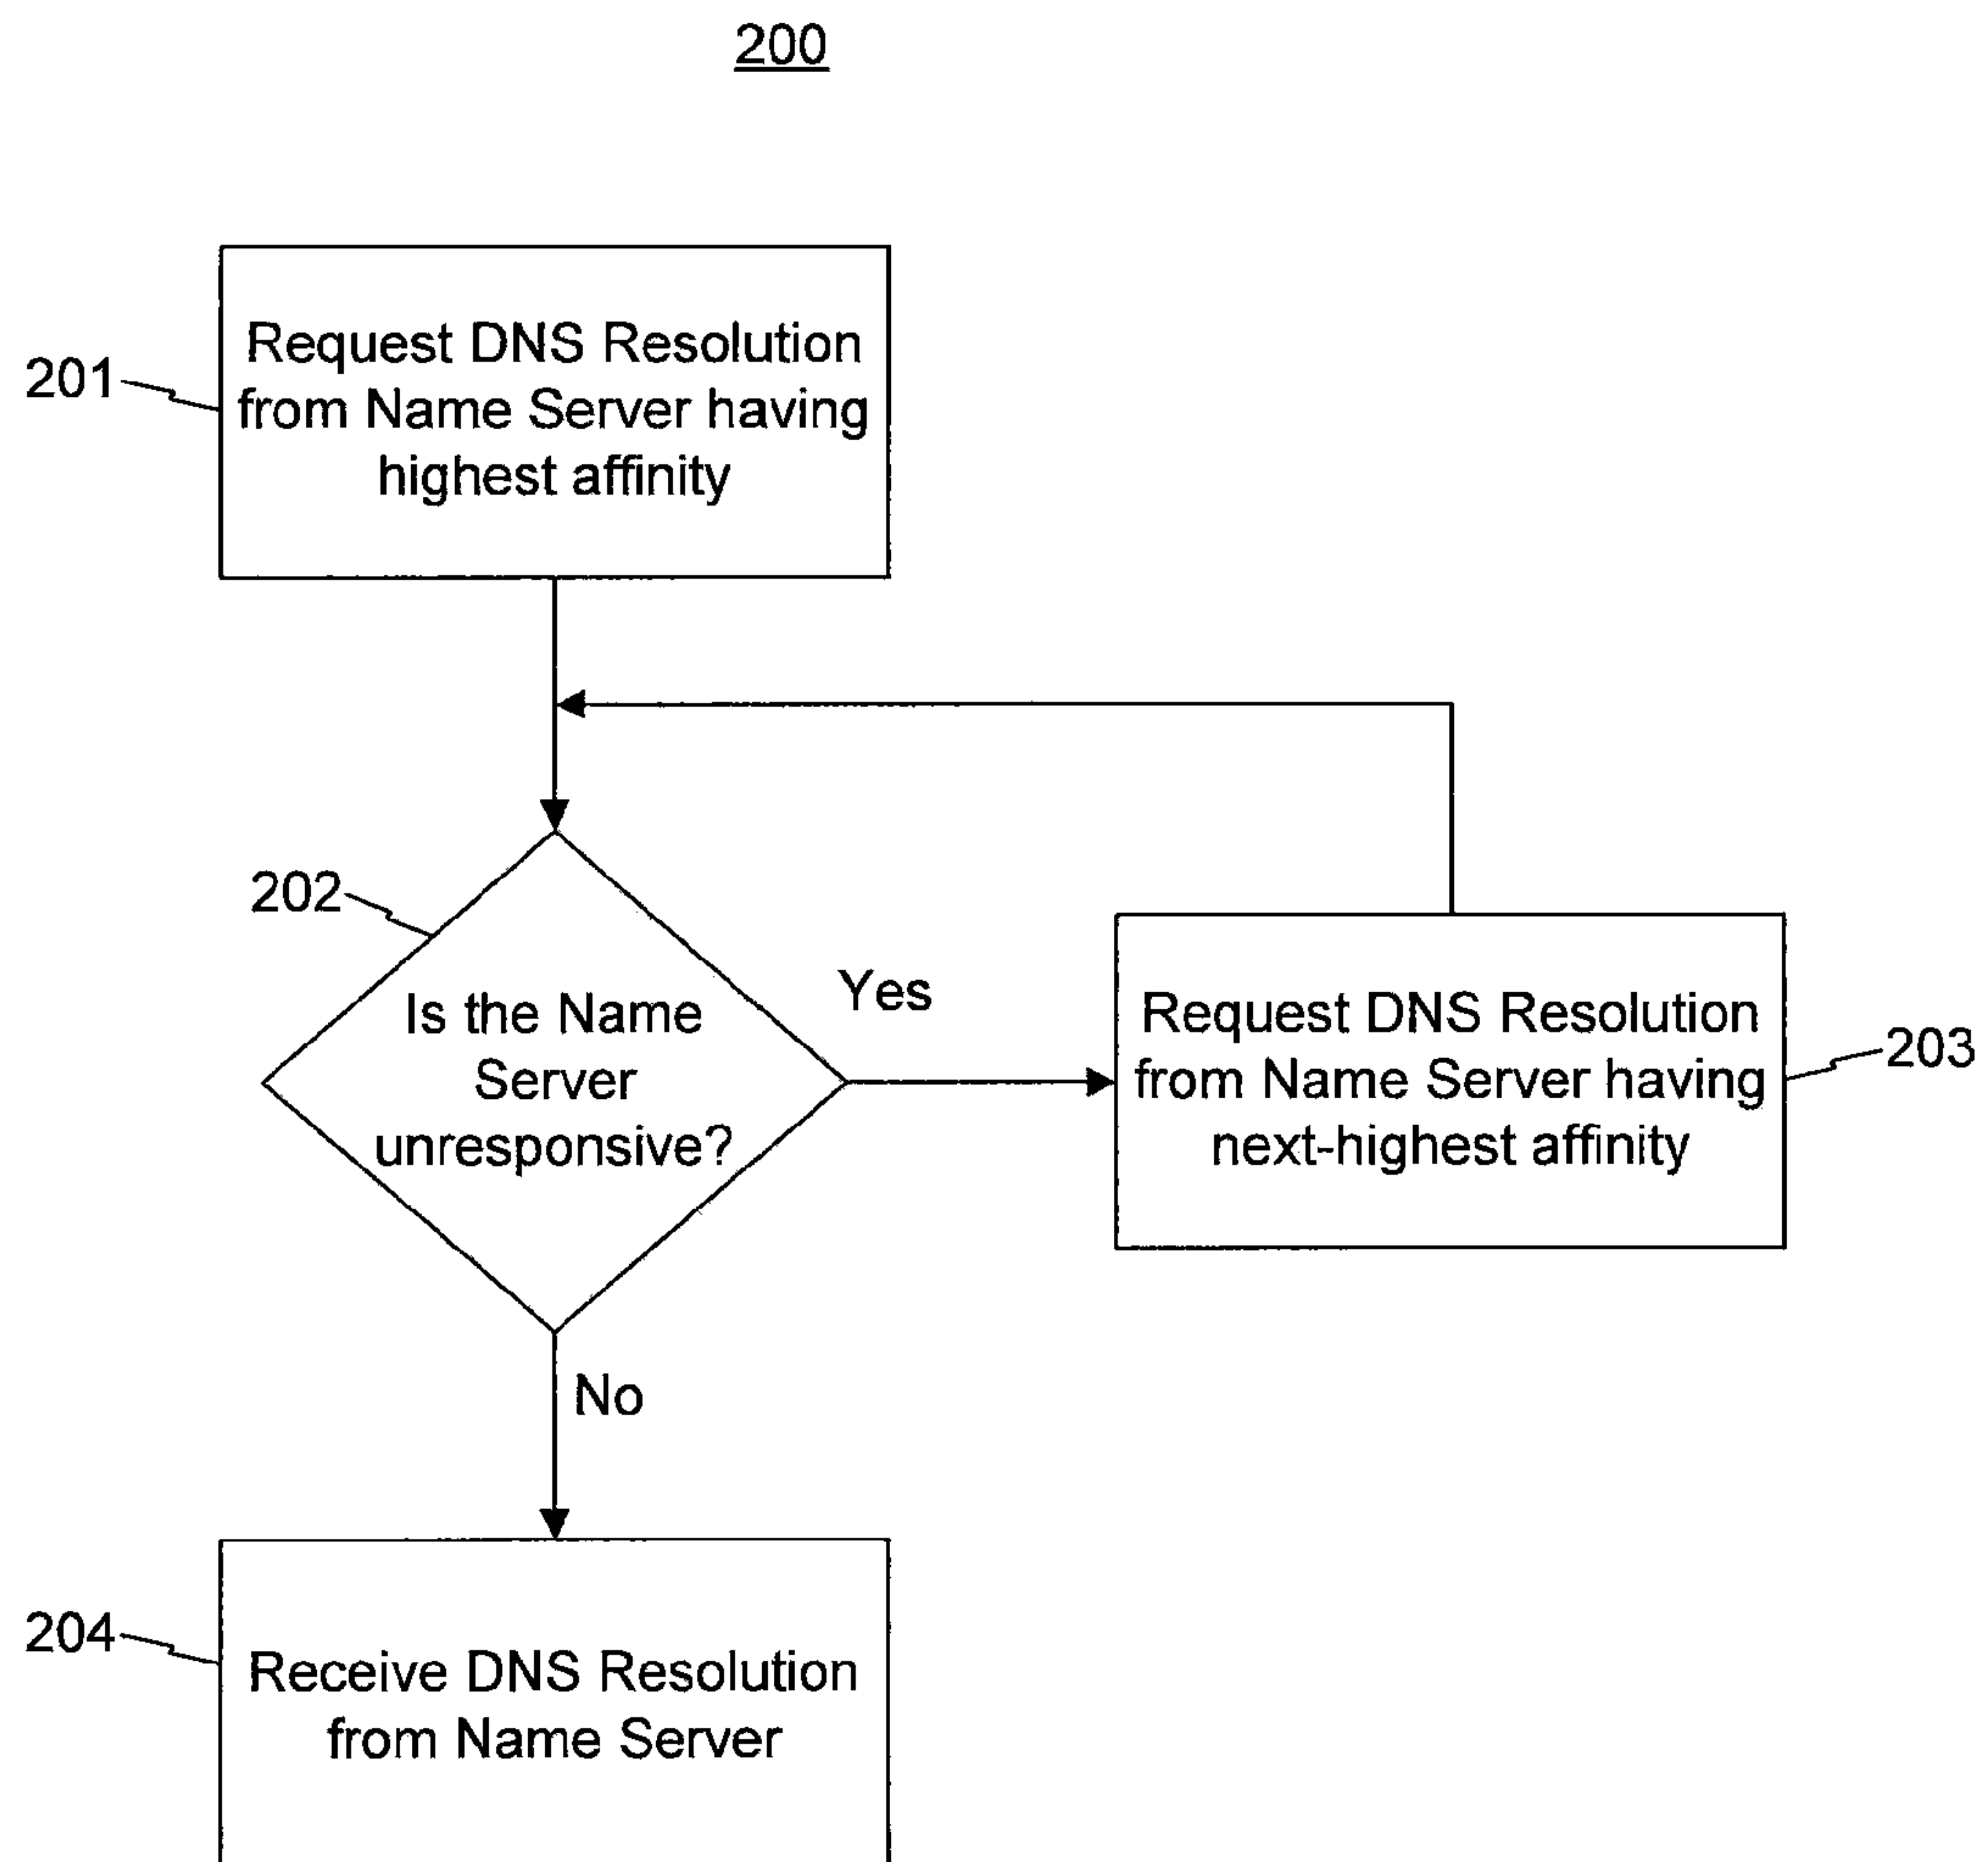 200
201
Request DNS Resolution
from Name Server having
highest affinity
202
Is the Name
Server
unresponsive?
Yes
Request DNS Resolution
from Name Server having
next-highest affinity
203
No
204
Receive DNS Resolution
from Name Server